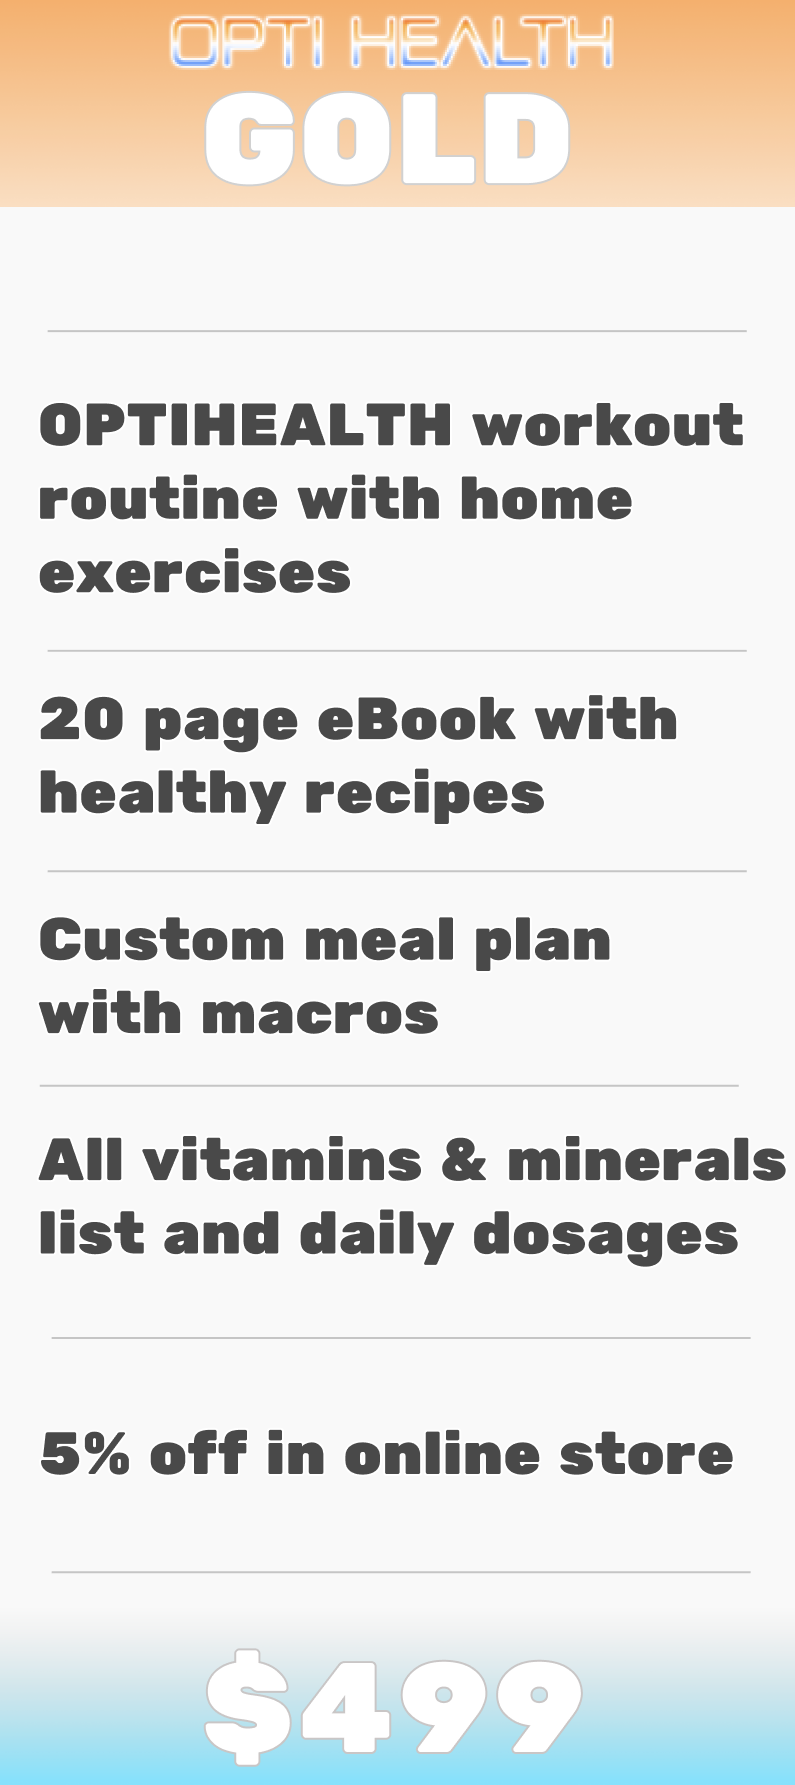 OPTI HEALTH
GOLD
OPTIHEALTH workout
routine with home
exercises
20 page eBook with
healthy recipes
Custom meal plan
with macros
All vitamins & minerals
list and daily dosages
5% off in online store
$499